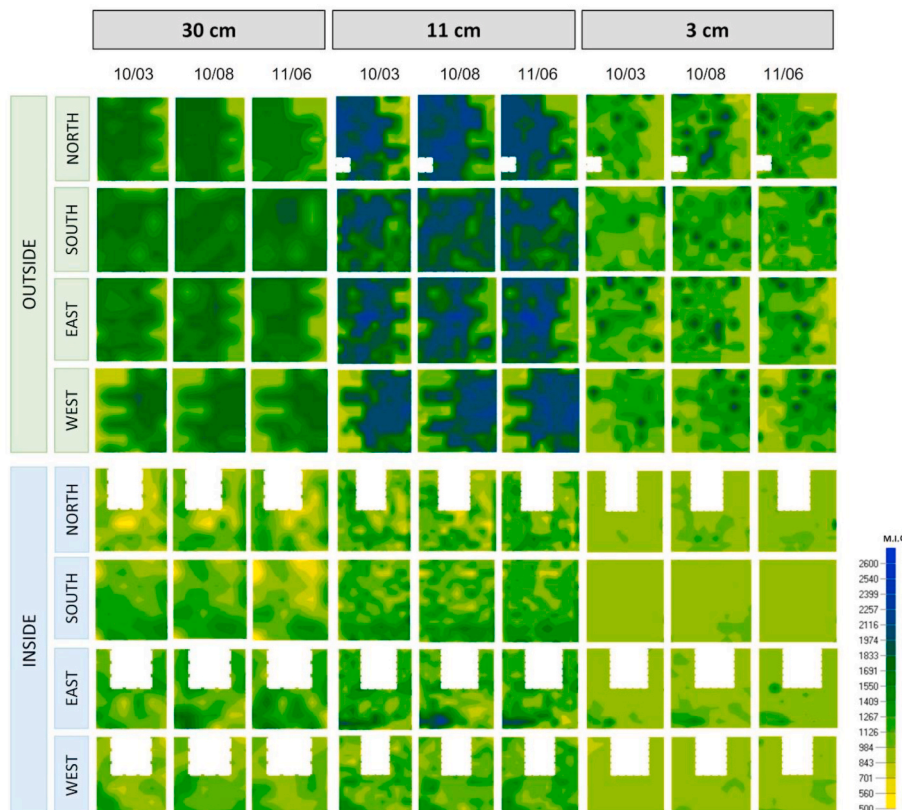 30 cm 11 cm 3 cm
10/03 10/08 11/06 10/03 10/08 11/06 10/03 10/08 11/06
OUTSIDE
NORTH
SOUTH
EAST
WEST
INSIDE
NORTH
SOUTH
EAST
WEST
M.I.
2600
2540
2399
2257
2116
1974
1833
1691
1550
1409
1267
1126
984
843
701
560
500